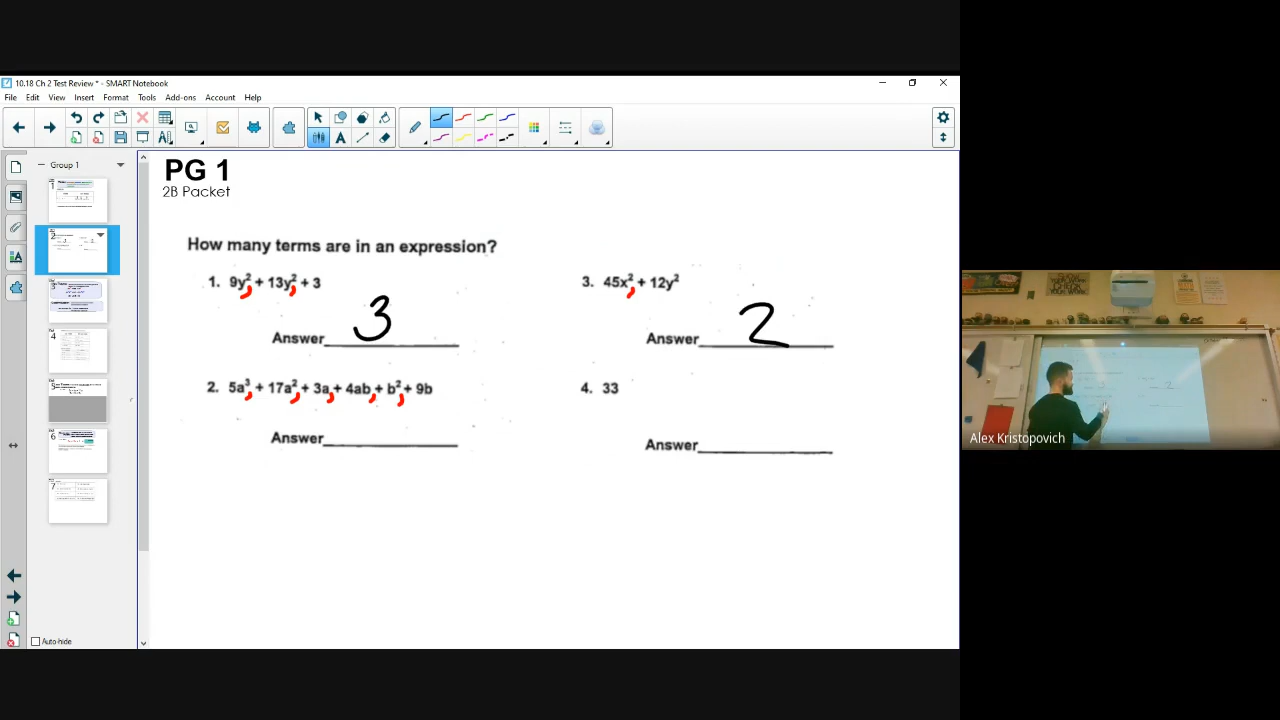 10.18 Ch 2 Test Review * - SMART Notebook
File Edit View Insert Format Tools Add-ons Account Help
Group 1
PG 1
2B Packet
How many terms are in an expression?
1. 9y² + 13y² + 3
Answer 3
2. 5a³ + 17a² + 3a + 4ab + b² + 9b
Answer
3. 45x² + 12y²
Answer 2
4. 33
Answer
Auto-hide
Alex Kristopovich